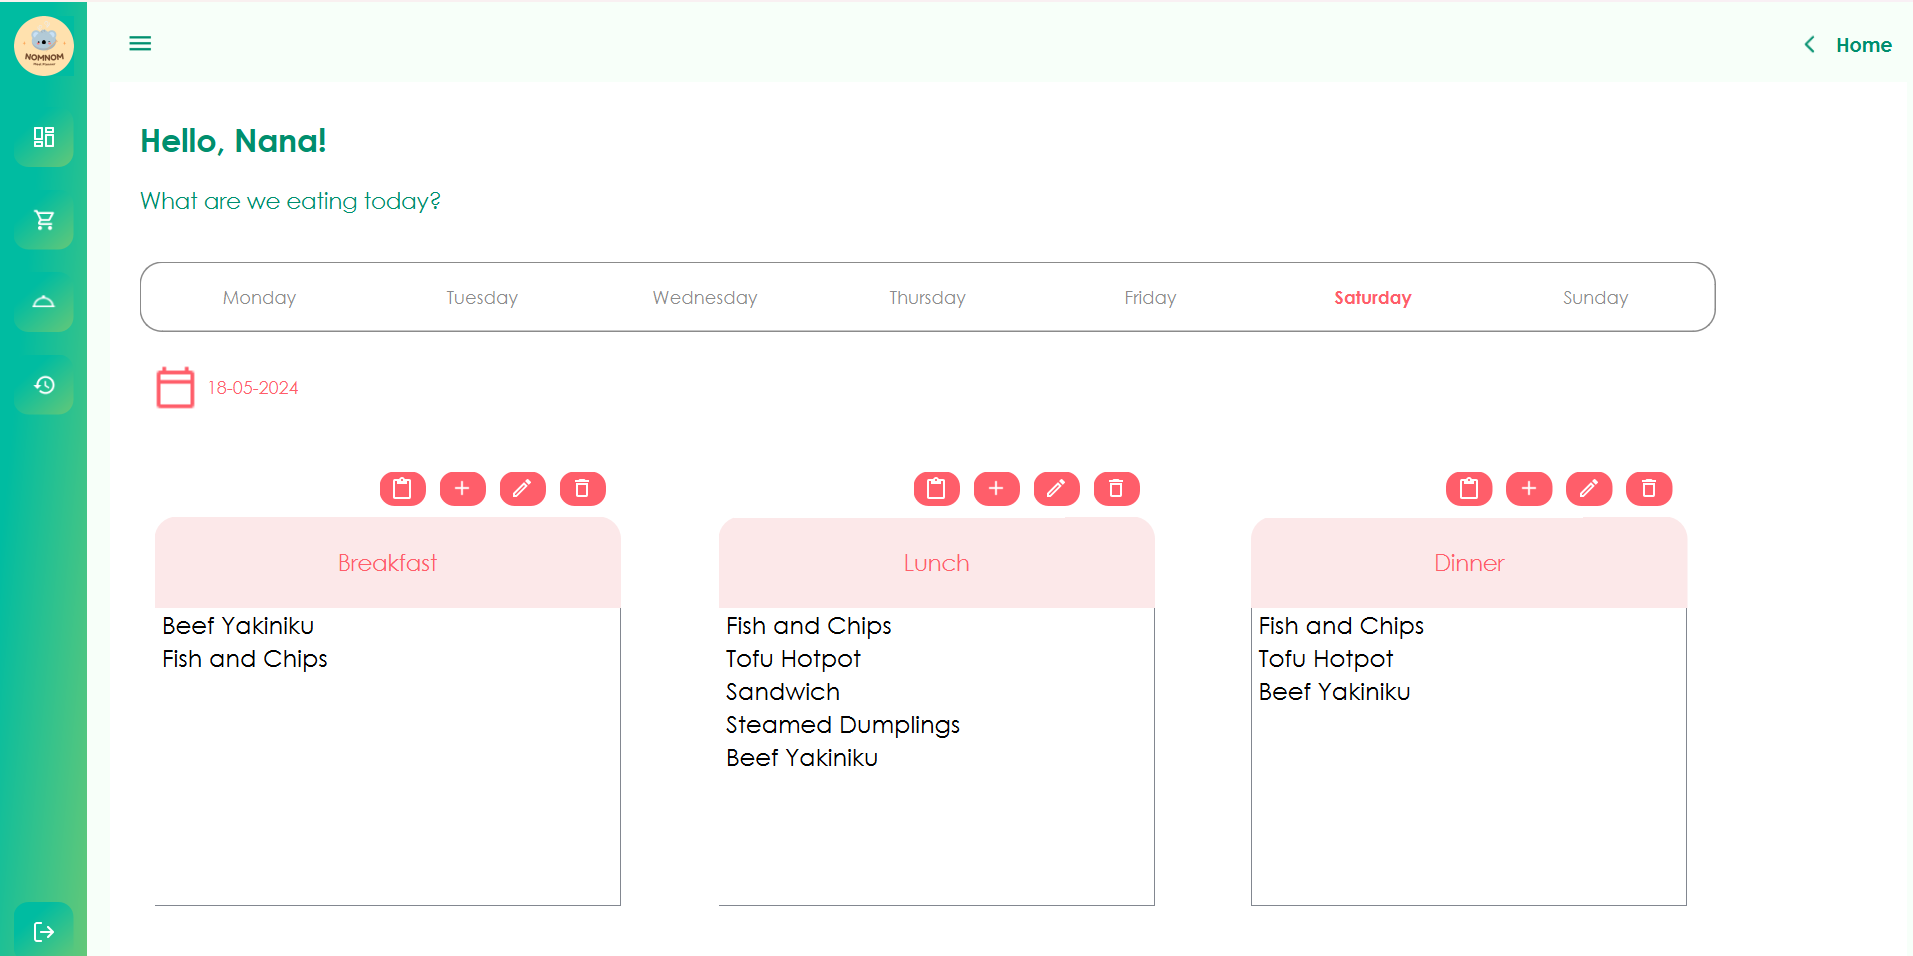 NOMNOM
Meal Planner
Home
Hello, Nana!
What are we eating today?
Monday Tuesday Wednesday Thursday Friday Saturday Sunday
18-05-2024
Breakfast
Beef Yakiniku
Fish and Chips
Lunch
Fish and Chips
Tofu Hotpot
Sandwich
Steamed Dumplings
Beef Yakiniku
Dinner
Fish and Chips
Tofu Hotpot
Beef Yakiniku